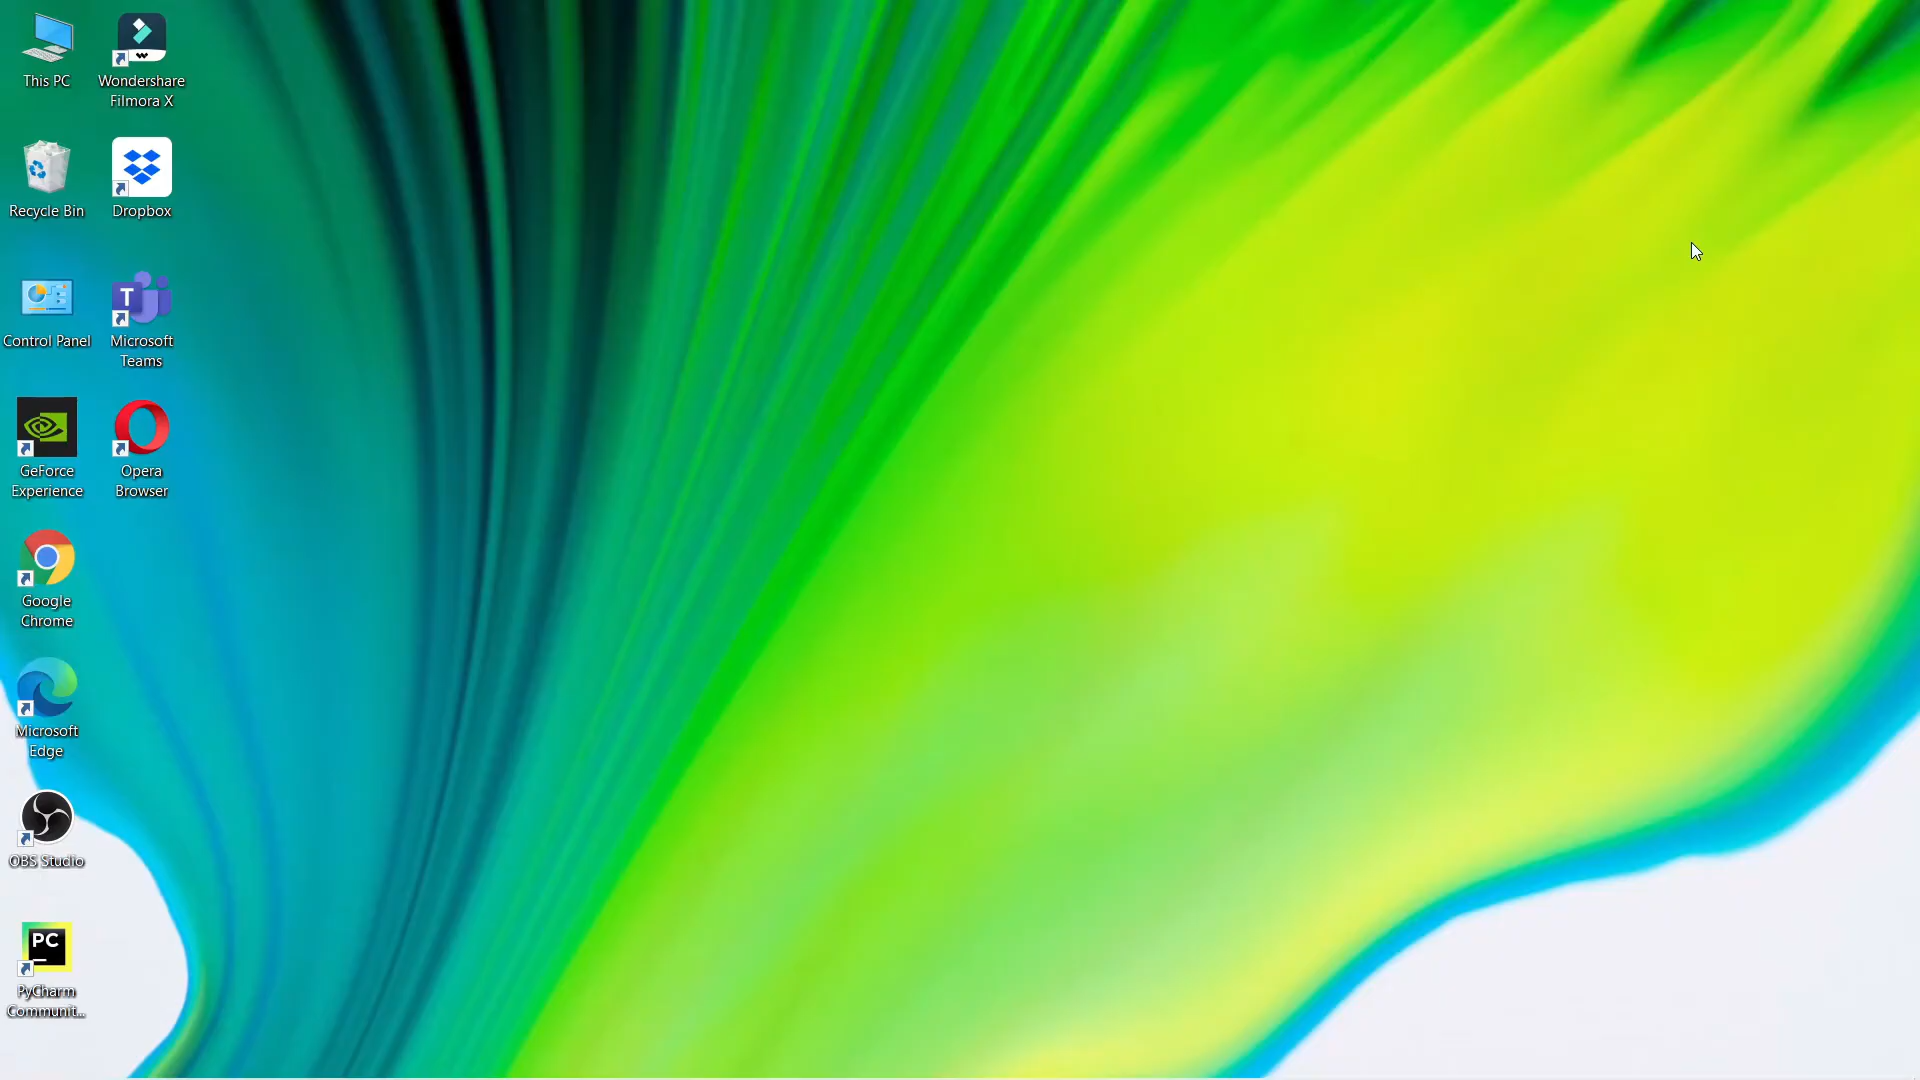 This PC
Wondershare
Filmora X
Recycle Bin
Dropbox
Control Panel
T
Microsoft
Teams
GeForce
Experience
Opera
Browser
Google
Chrome
Microsoft
Edge
OBS Studio
PC
PyCharm
Communit...